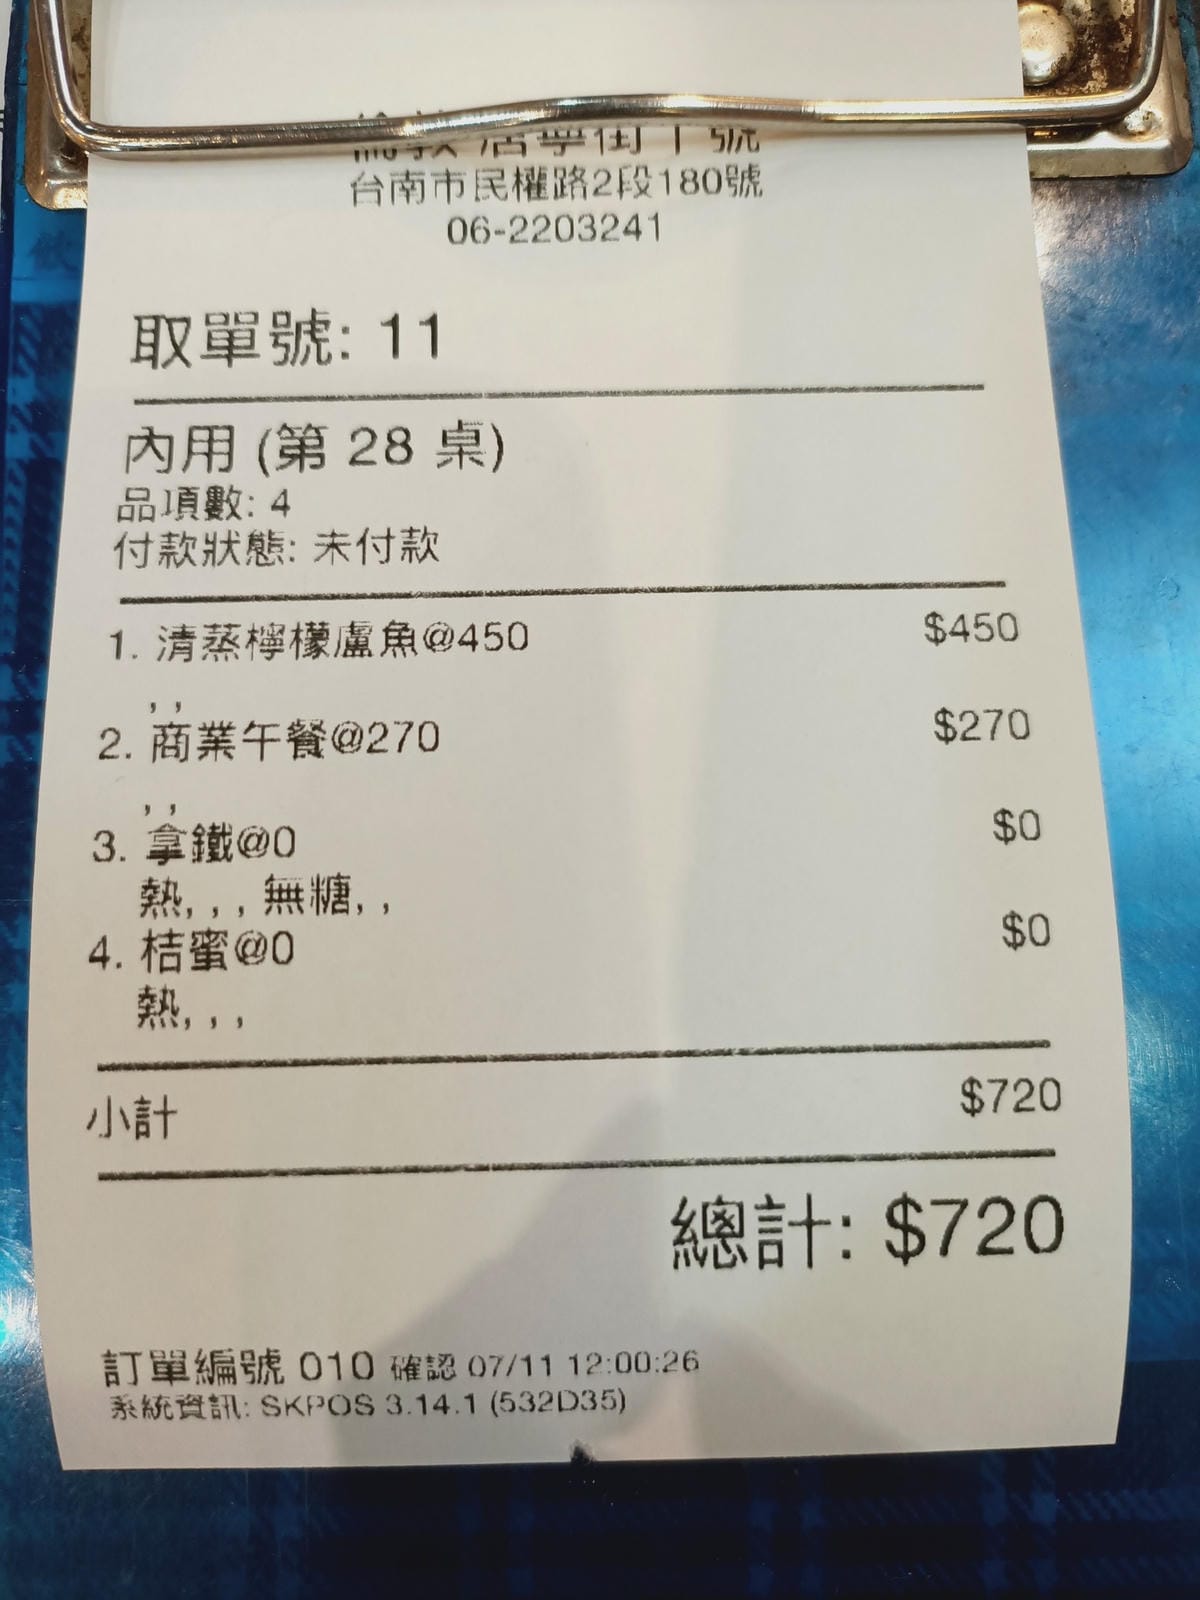 街十號
台南市民權路2段180號
06-2203241
取單號: 11
內用 (第 28 桌)
品項數: 4
付款狀態: 未付款
1. 清蒸檸檬盧魚@450 $450
, ,
2. 商業午餐@270 $270
, ,
3. 拿鐵@0 $0
熱, , , 無糖, ,
4. 桔蜜@0 $0
熱, , ,
小計 $720
總計: $720
訂單編號 010 確認 07/11 12:00:26
系統資訊: SKPOS 3.14.1 (532D35)